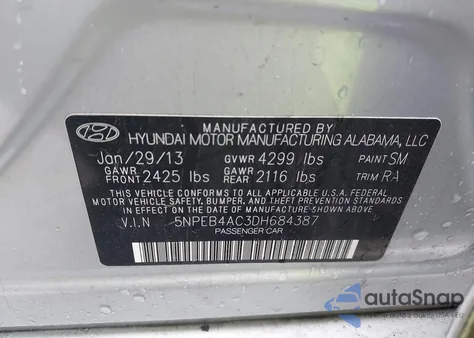 MANUFACTURED BY
HYUNDAI MOTOR MANUFACTURING ALABAMA, LLC
Jan/29/13 GVWR 4299 lbs PAINT SM
GAWR FRONT 2425 lbs GAWR REAR 2116 lbs TRIM RA
THIS VEHICLE CONFORMS TO ALL APPLICABLE U.S.A. FEDERAL
MOTOR VEHICLE SAFETY, BUMPER, AND THEFT PREVENTION
STANDARDS IN EFFECT ON THE DATE OF MANUFACTURE SHOWN ABOVE.
V.I.N 5NPEB4AC3DH684387
PASSENGER CAR
autoSnap